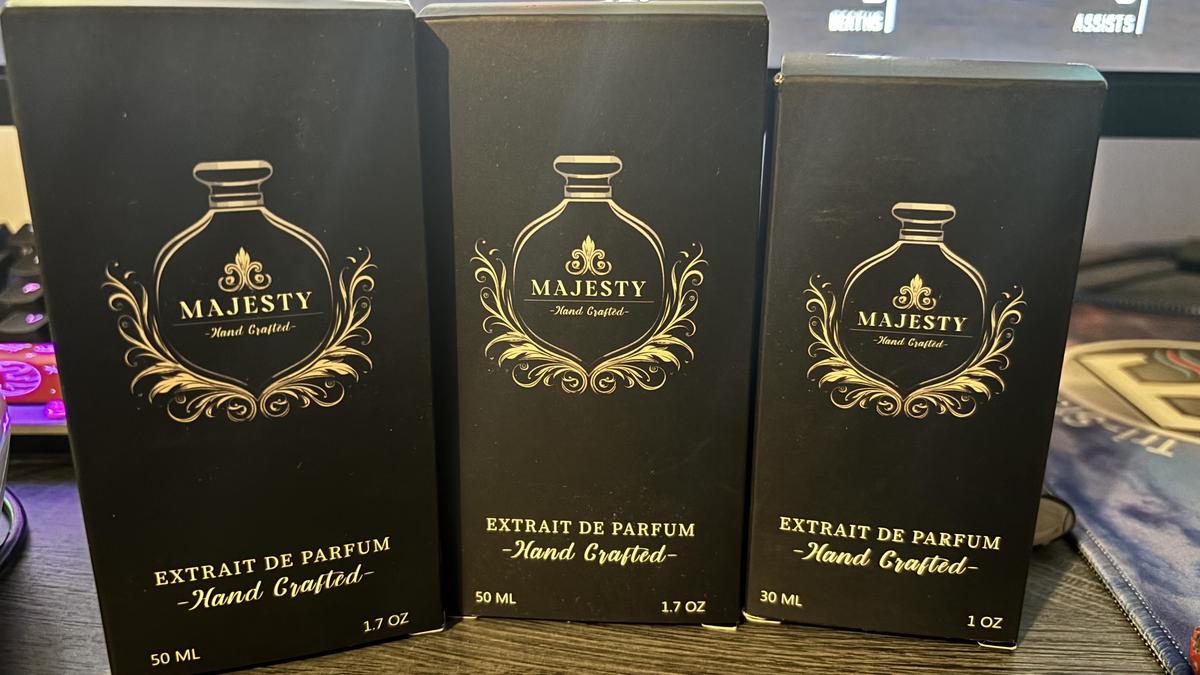 DEATHS
ASSISTS
MAJESTY
-Hand Crafted-
EXTRAIT DE PARFUM
-Hand Crafted-
50 ML
1.7 OZ
MAJESTY
-Hand Crafted-
EXTRAIT DE PARFUM
-Hand Crafted-
50 ML
1.7 OZ
MAJESTY
-Hand Crafted-
EXTRAIT DE PARFUM
-Hand Crafted-
30 ML
1 OZ